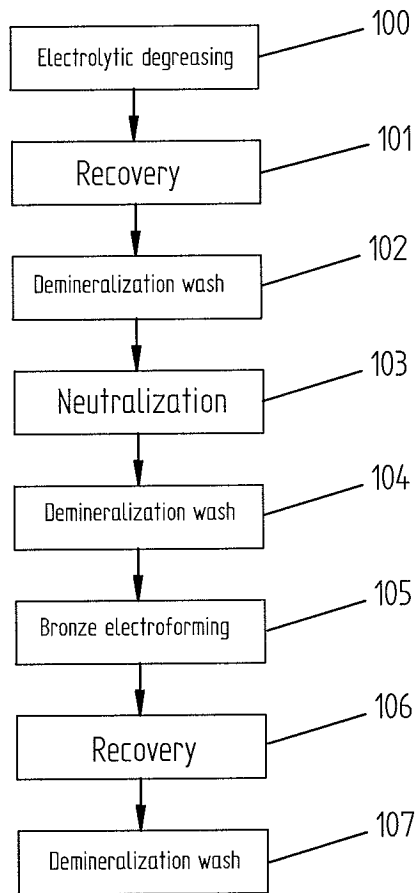 100
Electrolytic degreasing
101
Recovery
102
Demineralization wash
103
Neutralization
104
Demineralization wash
105
Bronze electroforming
106
Recovery
107
Demineralization wash